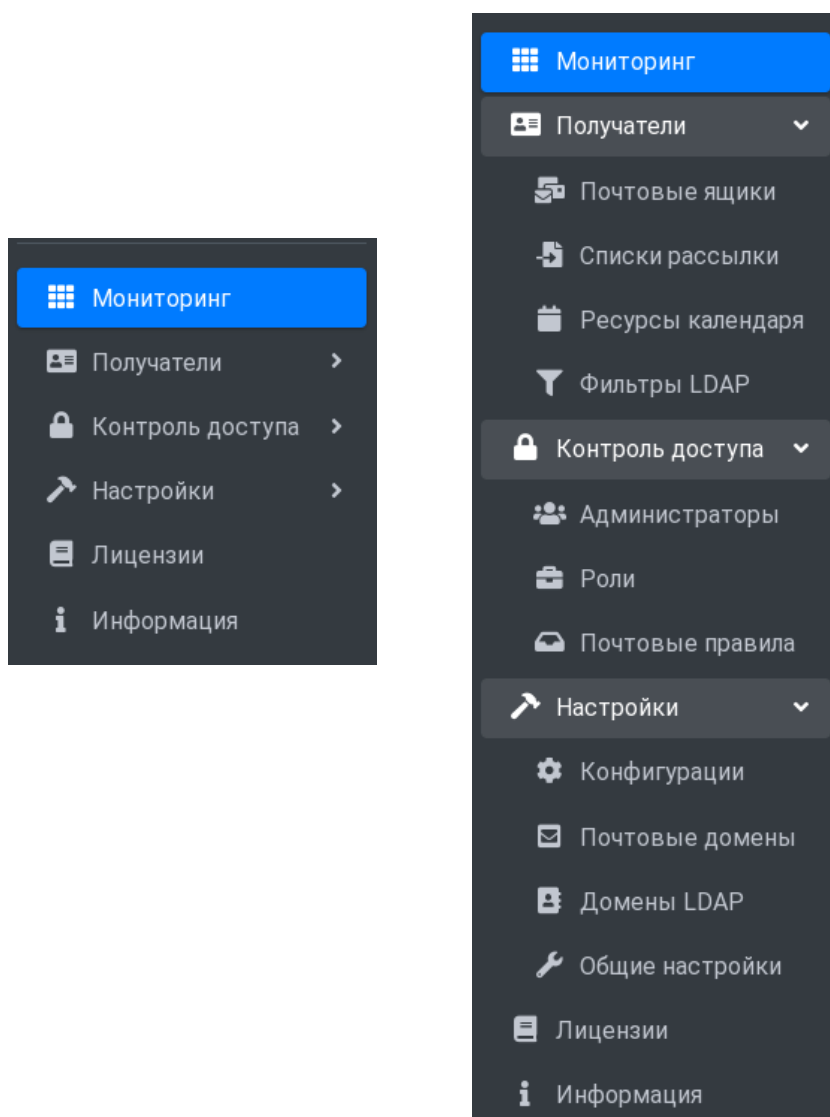 Мониторинг
Получатели
Контроль доступа
Настройки
Лицензии
Информация
Мониторинг
Получатели
Почтовые ящики
Списки рассылки
Ресурсы календаря
Фильтры LDAP
Контроль доступа
Администраторы
Роли
Почтовые правила
Настройки
Конфигурации
Почтовые домены
Домены LDAP
Общие настройки
Лицензии
Информация